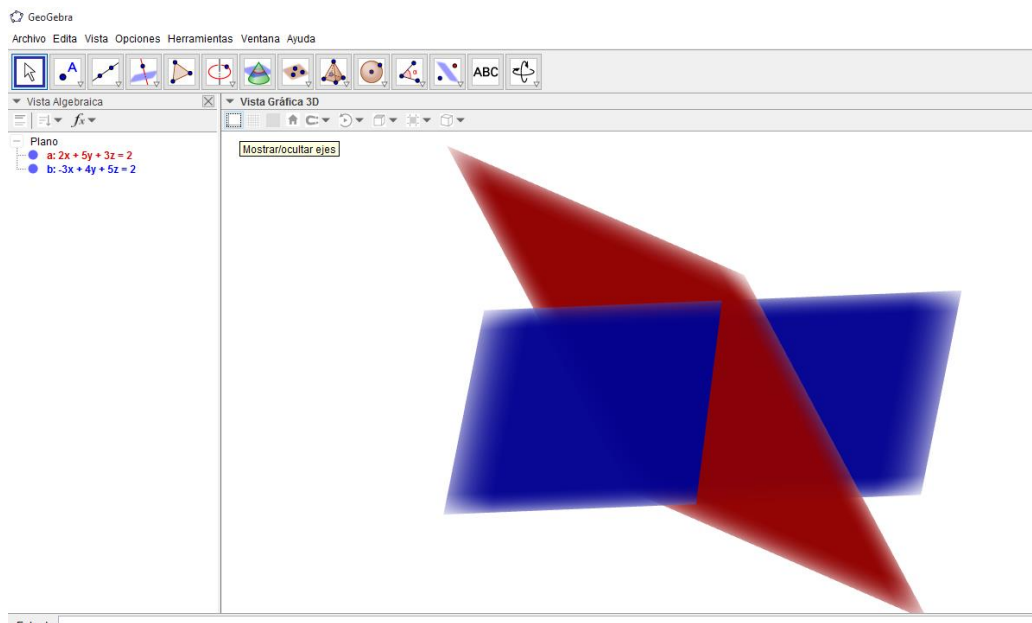 GeoGebra
Archivo Edita Vista Opciones Herramientas Ventana Ayuda
A
α
ABC
Vista Algebraica
Vista Gráfica 3D
fx
Mostrar/ocultar ejes
Plano
a: 2x + 5y + 3z = 2
b: -3x + 4y + 5z = 2